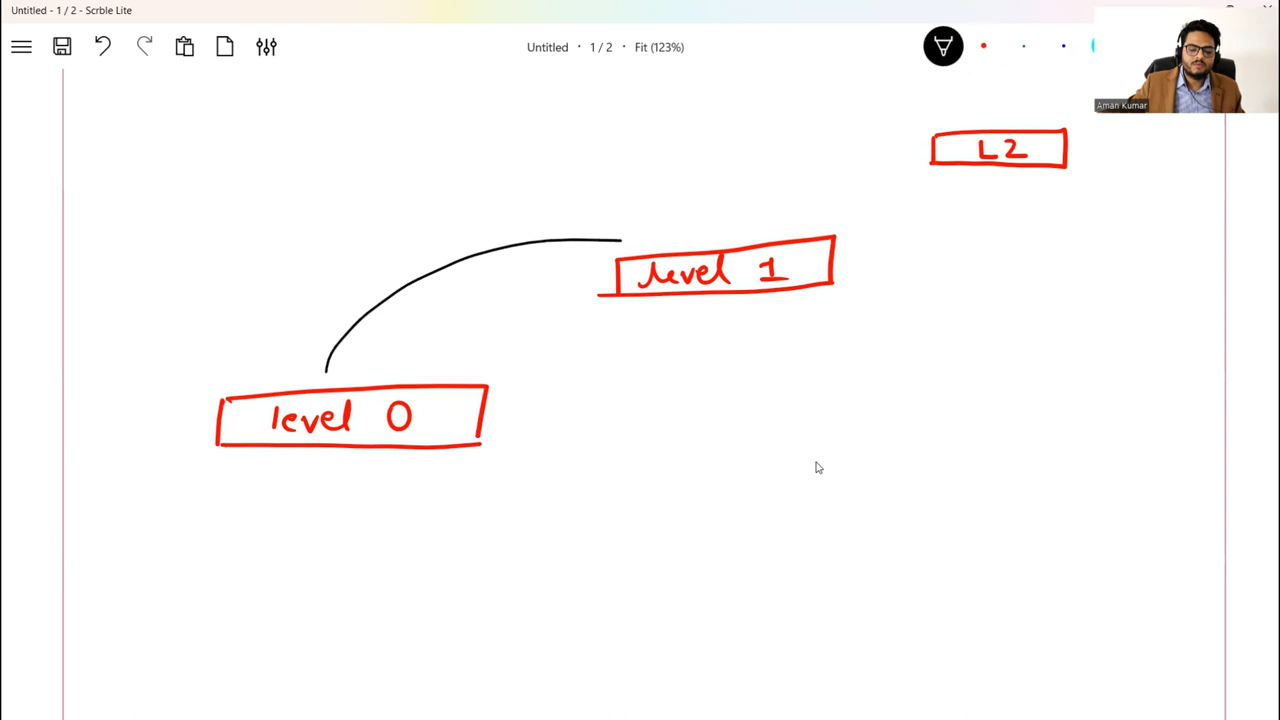 Untitled - 1 / 2 - Scrble Lite
Untitled • 1 / 2 • Fit (123%)
Aman Kumar
L2
level 1
level 0